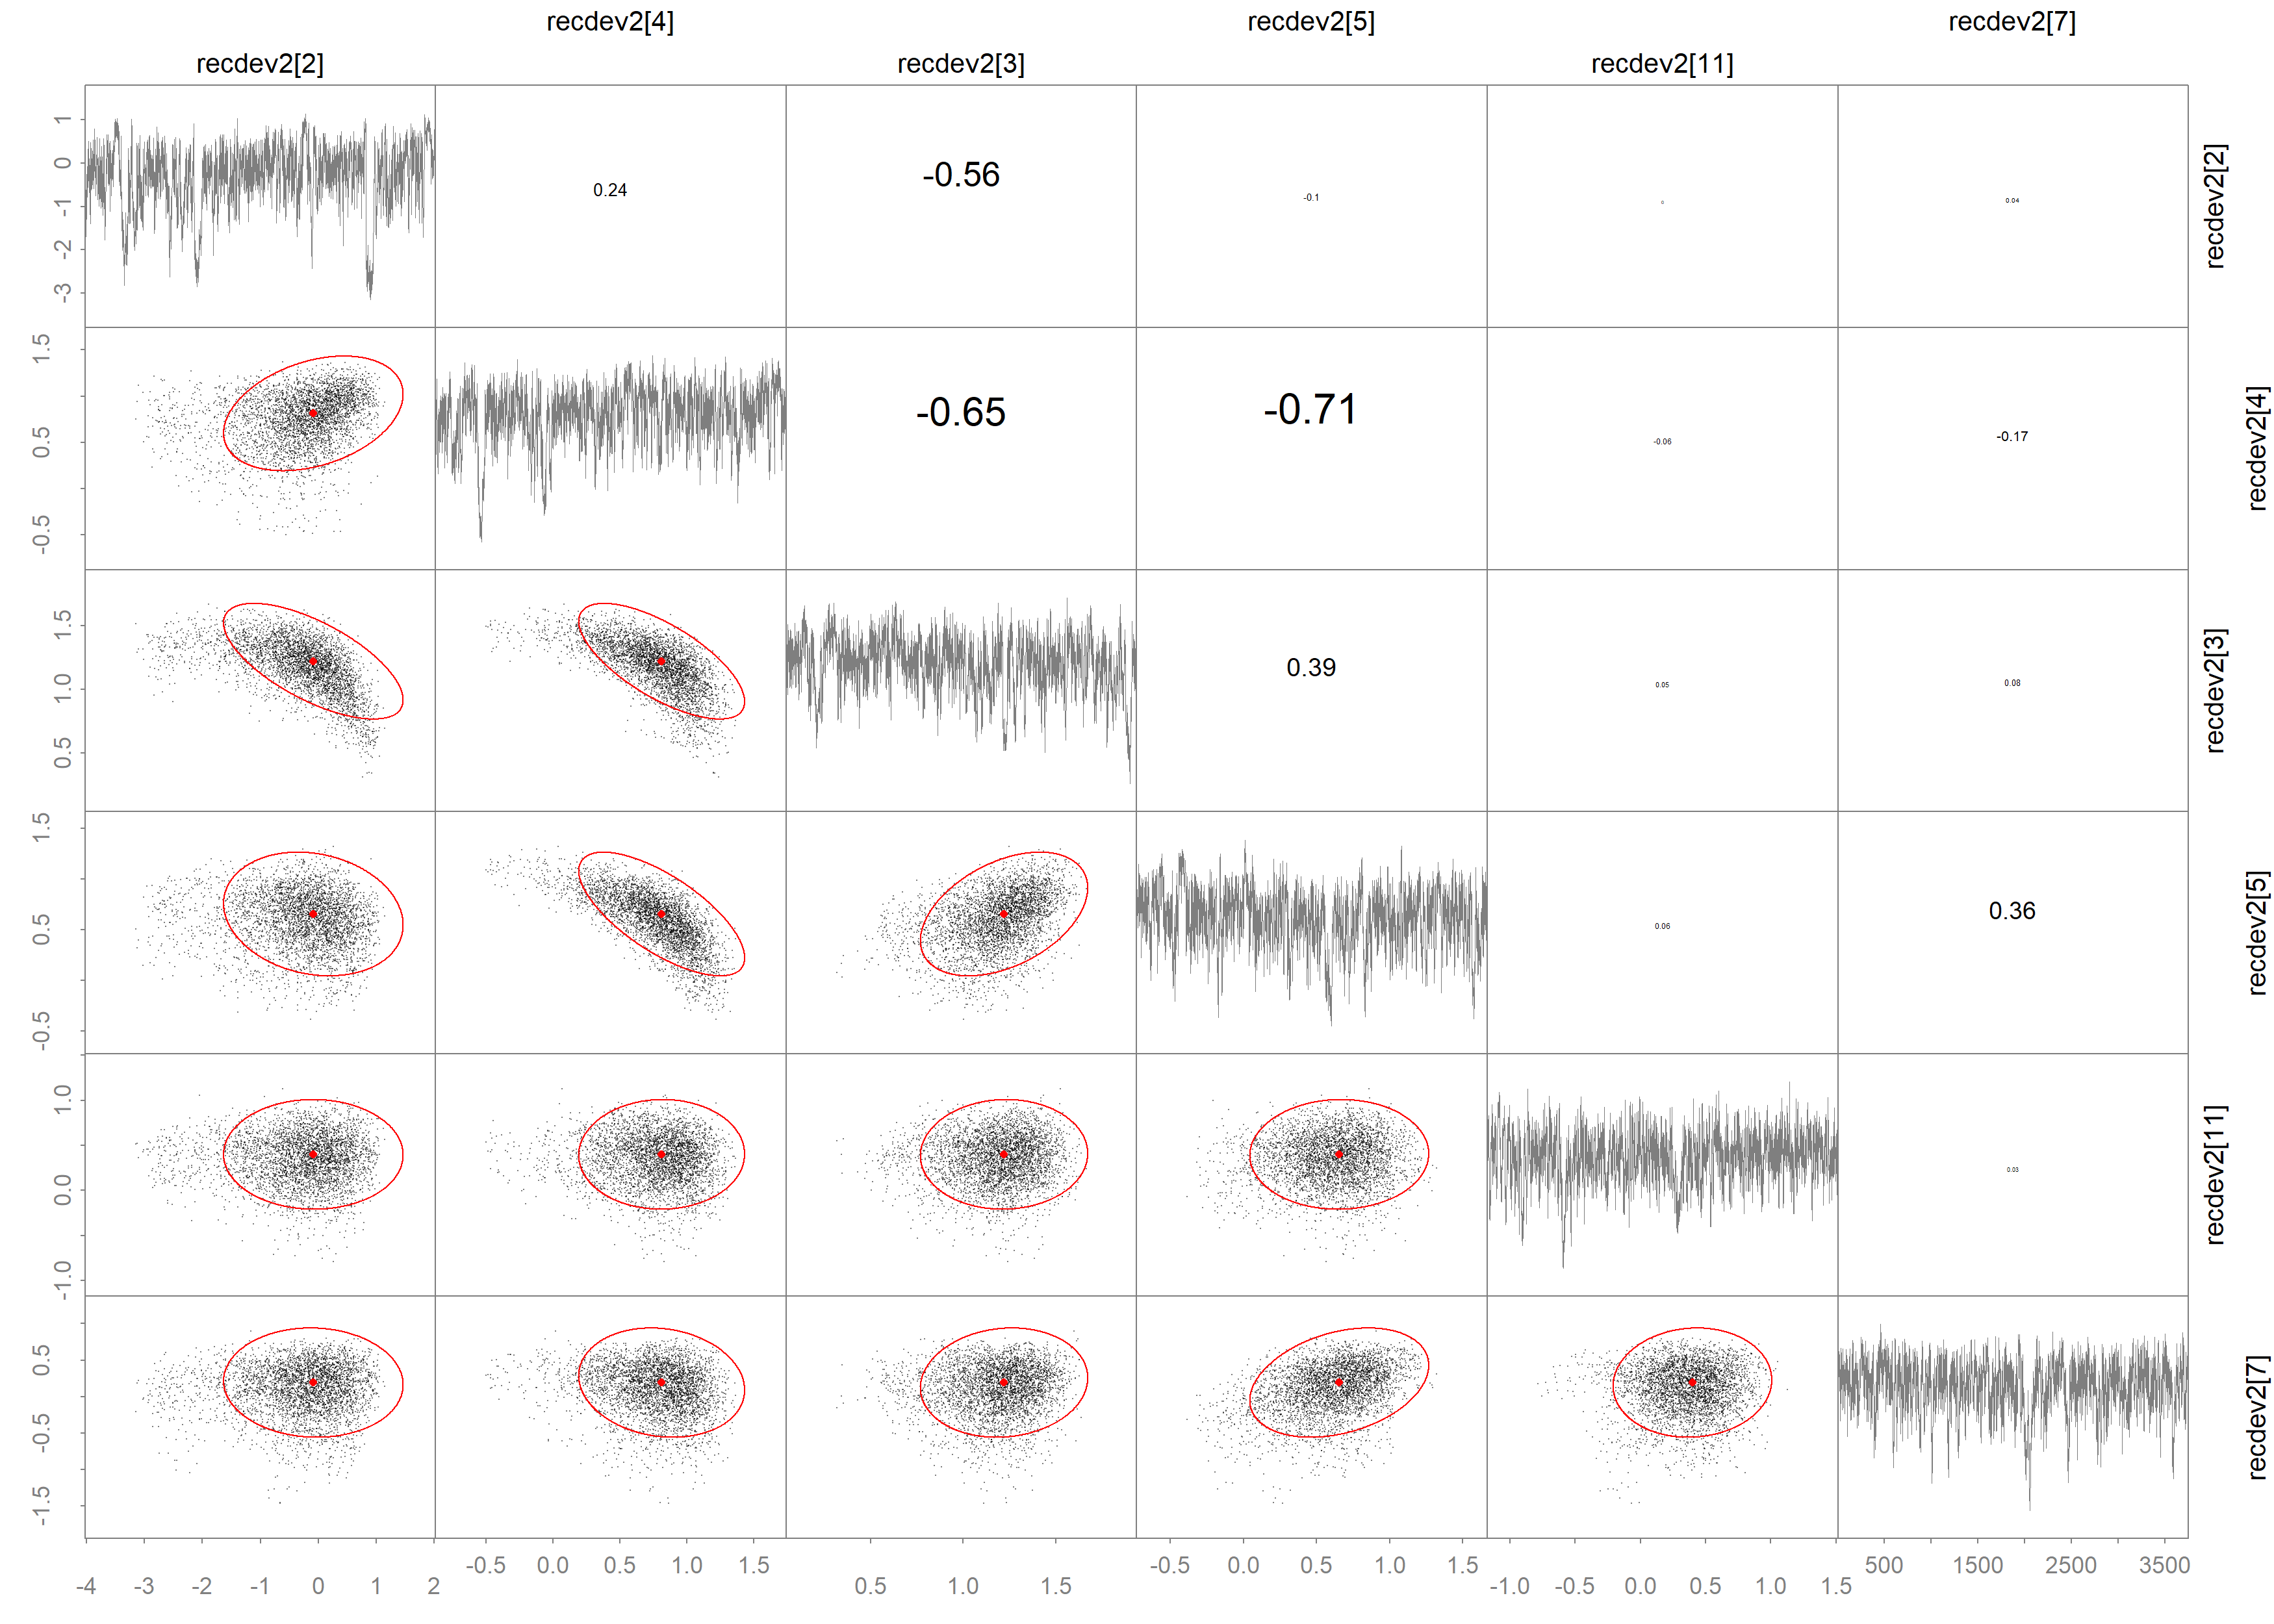 recdev2[4] recdev2[5] recdev2[7]
recdev2[2] recdev2[3] recdev2[11]
1 0 -1 -2 -3
0.24 -0.56 -0.1 0 0.04
recdev2[2]
1.5 0.5 -0.5
-0.65 -0.71 -0.06 -0.17
recdev2[4]
1.5 1.0 0.5
0.39 0.05 0.08
recdev2[3]
1.5 0.5 -0.5
0.06 0.36
recdev2[5]
1.0 0.0 -1.0
0.03
recdev2[11]
0.5 -0.5 -1.5
recdev2[7]
-0.5 0.0 0.5 1.0 1.5 -0.5 0.0 0.5 1.0 1.5 500 1500 2500 3500
-4 -3 -2 -1 0 1 2 0.5 1.0 1.5 -1.0 -0.5 0.0 0.5 1.0 1.5